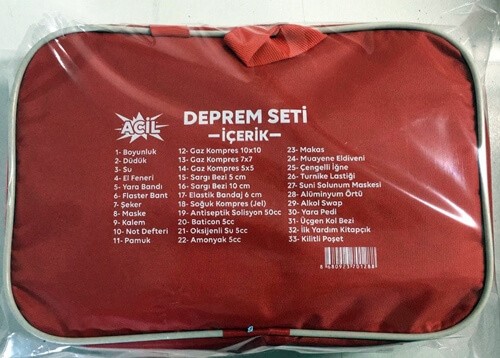 ACİL
DEPREM SETİ
İÇERİK
1- Boyunluk
2- Düdük
3- Su
4- El Feneri
5- Yara Bandı
6- Flaster Bant
7- Şeker
8- Maske
9- Kalem
10- Not Defteri
11- Pamuk
12- Gaz Kompres 10x10
13- Gaz Kompres 7x7
14- Gaz Kompres 5x5
15- Sargı Bezi 5 cm
16- Sargı Bezi 10 cm
17- Elastik Bandaj 6 cm
18- Soğuk Kompres (Jel)
19- Antiseptik Solisyon 50cc
20- Baticon 5cc
21- Oksijenli Su 5cc
22- Amonyak 5cc
23- Makas
24- Muayene Eldiveni
25- Çengelli İğne
26- Turnike Lastiği
27- Suni Solunum Maskesi
28- Alüminyum Örtü
29- Alkol Swap
30- Yara Pedi
31- Üçgen Kol Bezi
32- İlk Yardım Kitapçık
33- Kilitli Poşet
8 480923 701288